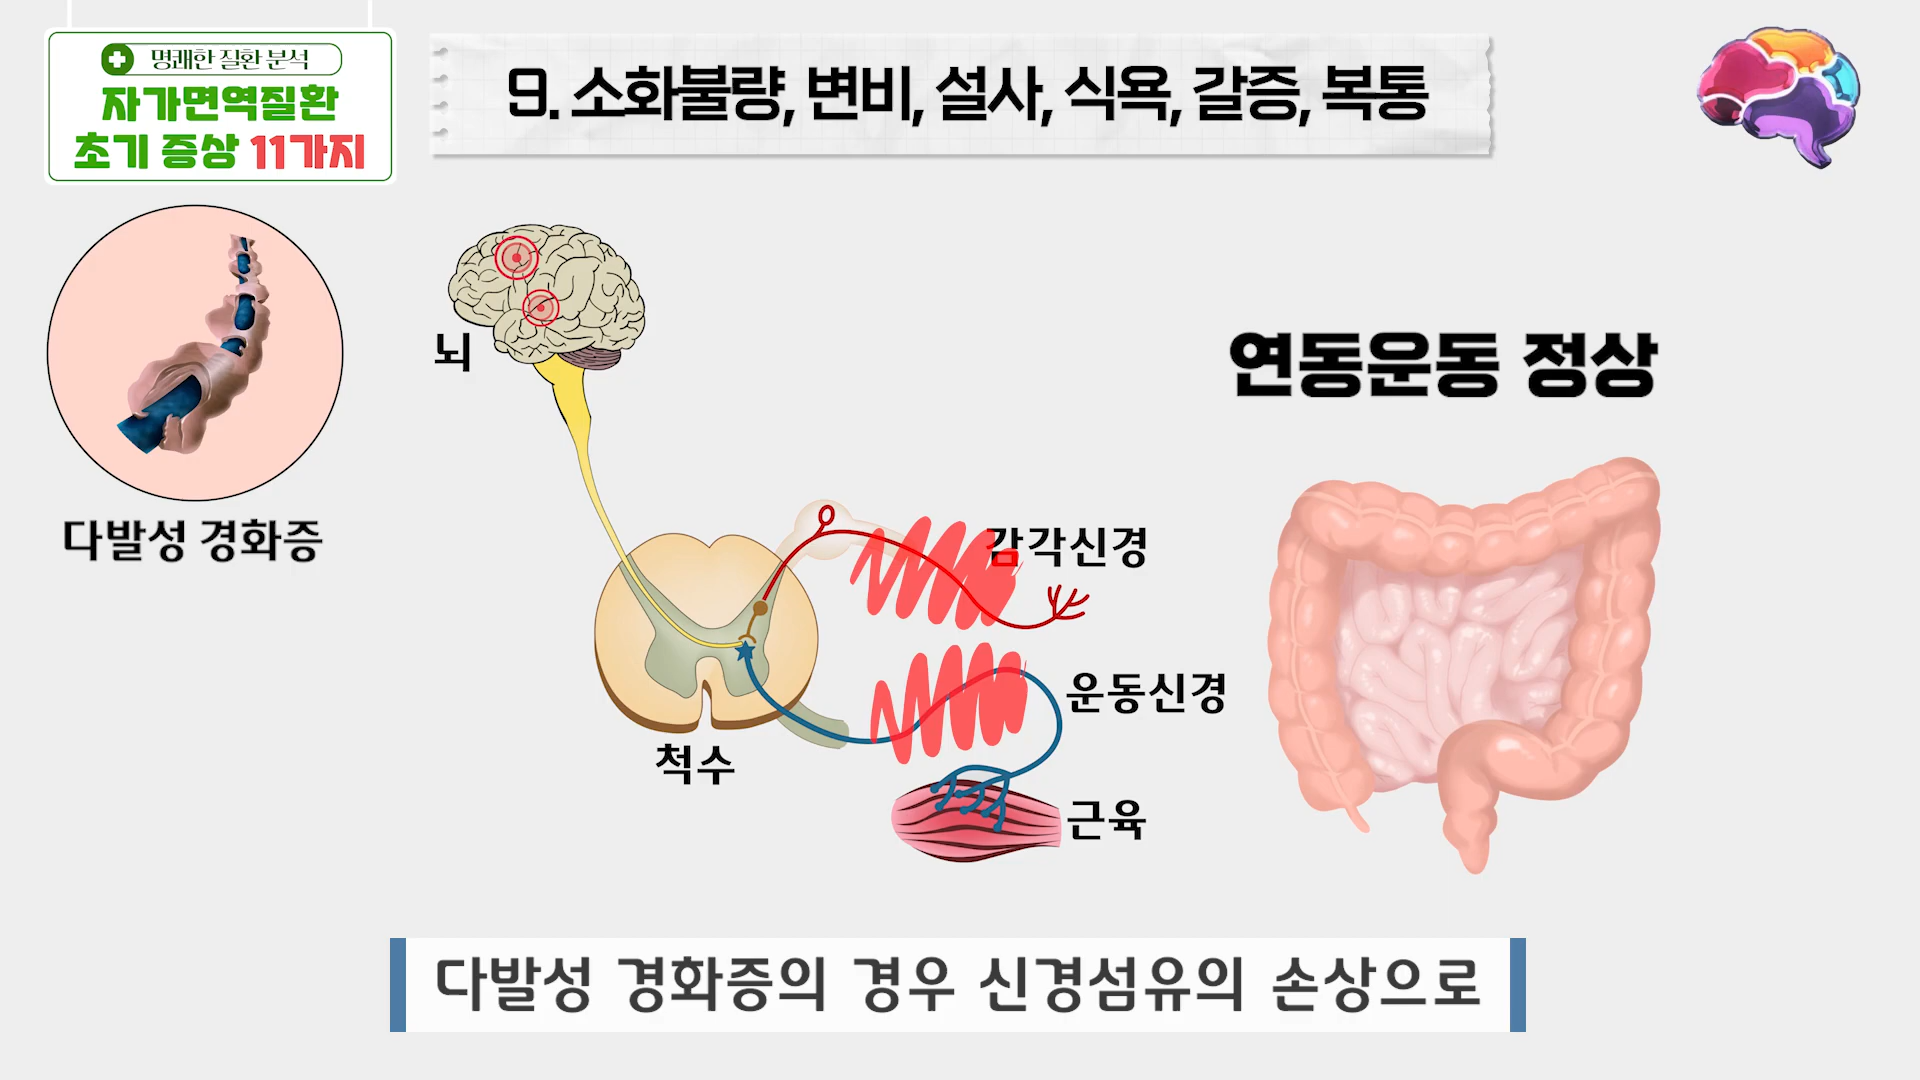 명쾌한 질환 분석
자가면역질환
초기 증상 11가지
9. 소화불량, 변비, 설사, 식욕, 갈증, 복통
다발성 경화증
뇌
척수
감각신경
운동신경
근육
연동운동 정상
다발성 경화증의 경우 신경섬유의 손상으로